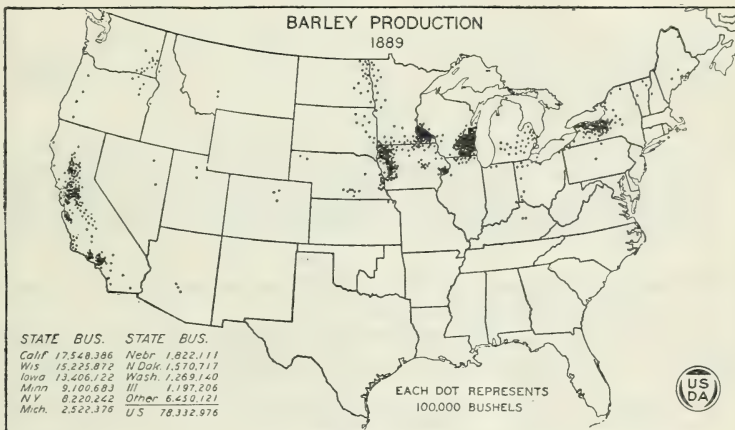 BARLEY PRODUCTION
1889
STATE BUS. STATE BUS.
Calif 17,548,386 Nebr 1,822,111
Wis 15,225,872 N Dak. 1,570,717
Iowa 13,406,122 Wash. 1,269,140
Minn 9,100,683 Ill 1,197,206
N Y 8,220,242 Other 6,450,121
Mich. 2,522,376 U S 78,332,976
EACH DOT REPRESENTS
100,000 BUSHELS
US
DA